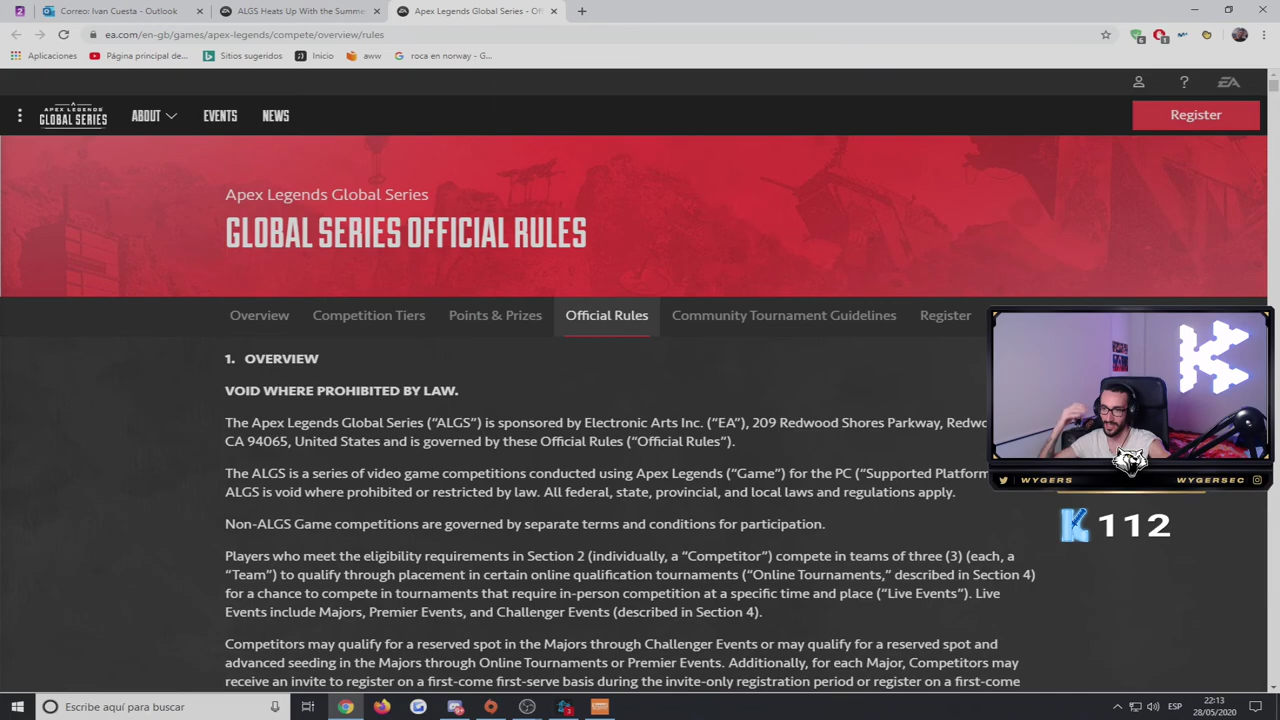 2
Correo: Ivan Cuesta - Outlook
ALGS Heats Up With the Summe
Apex Legends Global Series - Off
ea.com/en-gb/games/apex-legends/compete/overview/rules
6
1
Aplicaciones
Página principal de...
Sitios sugeridos
Inicio
aww
roca en norway - G...
EA
APEX LEGENDS
GLOBAL SERIES
ABOUT
EVENTS
NEWS
Register
Apex Legends Global Series
GLOBAL SERIES OFFICIAL RULES
Overview
Competition Tiers
Points & Prizes
Official Rules
Community Tournament Guidelines
Register
1. OVERVIEW
VOID WHERE PROHIBITED BY LAW.
The Apex Legends Global Series (“ALGS”) is sponsored by Electronic Arts Inc. (“EA”), 209 Redwood Shores Parkway, Redwo
CA 94065, United States and is governed by these Official Rules (“Official Rules”).
The ALGS is a series of video game competitions conducted using Apex Legends (“Game”) for the PC (“Supported Platform
ALGS is void where prohibited or restricted by law. All federal, state, provincial, and local laws and regulations apply.
Non-ALGS Game competitions are governed by separate terms and conditions for participation.
Players who meet the eligibility requirements in Section 2 (individually, a “Competitor”) compete in teams of three (3) (each, a
“Team”) to qualify through placement in certain online qualification tournaments (“Online Tournaments,” described in Section 4)
for a chance to compete in tournaments that require in-person competition at a specific time and place (“Live Events”). Live
Events include Majors, Premier Events, and Challenger Events (described in Section 4).
Competitors may qualify for a reserved spot in the Majors through Challenger Events or may qualify for a reserved spot and
advanced seeding in the Majors through Online Tournaments or Premier Events. Additionally, for each Major, Competitors may
receive an invite to register on a first-come first-serve basis during the invite-only registration period or register on a first-come
K
WYGERS
WYGERSEC
K 112
Escribe aquí para buscar
3
ESP
22:13
28/05/2020